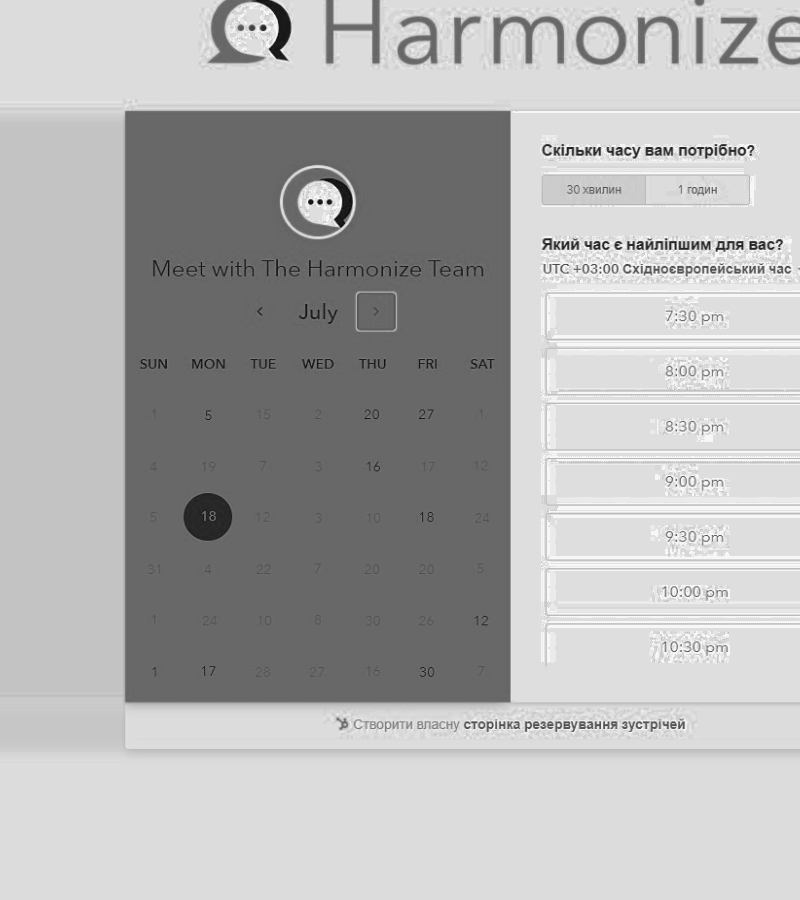 Harmonize
Meet with The Harmonize Team
July
SUN MON TUE WED THU FRI SAT
1 5 15 2 20 27 1
4 19 7 3 16 17 12
5 18 12 3 10 18 24
31 4 22 7 20 20 5
1 24 10 8 30 26 12
1 17 28 27 16 30 7
Скільки часу вам потрібно?
30 хвилин 1 годин
Який час є найліпшим для вас?
UTC +03:00 Східноєвропейський час
7:30 pm
8:00 pm
8:30 pm
9:00 pm
9:30 pm
10:00 pm
10:30 pm
Створити власну сторінка резервування зустрічей